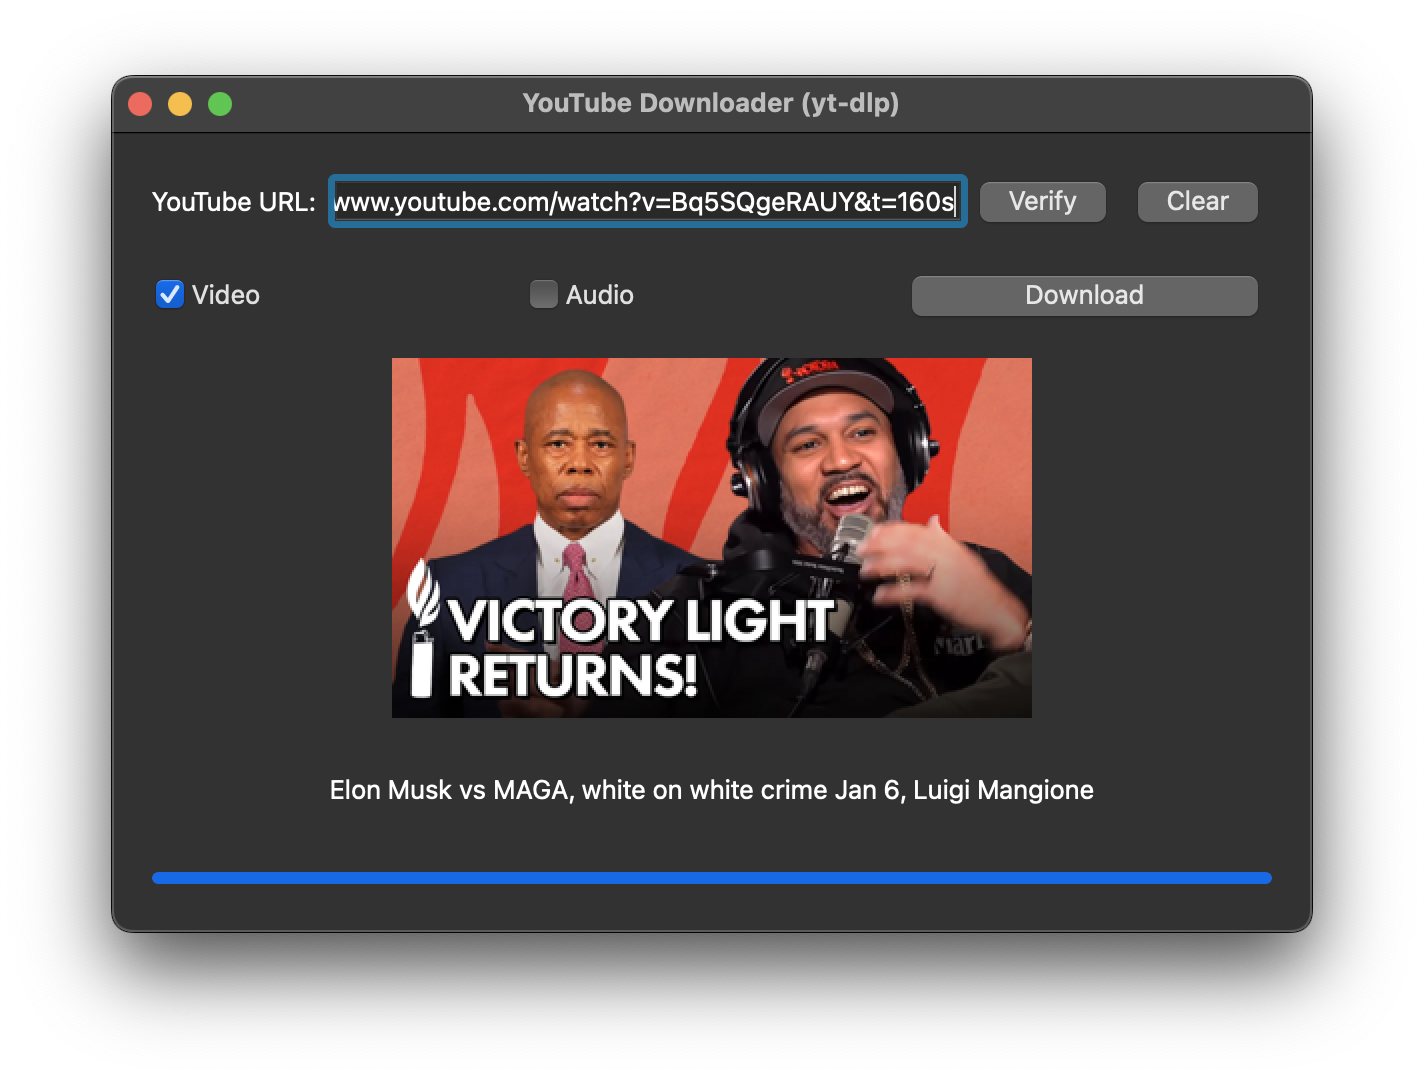 YouTube Downloader (yt-dlp)
YouTube URL: www.youtube.com/watch?v=Bq5SQgeRAUY&t=160s Verify Clear
Video Audio Download
VICTORY LIGHT
RETURNS!
Elon Musk vs MAGA, white on white crime Jan 6, Luigi Mangione